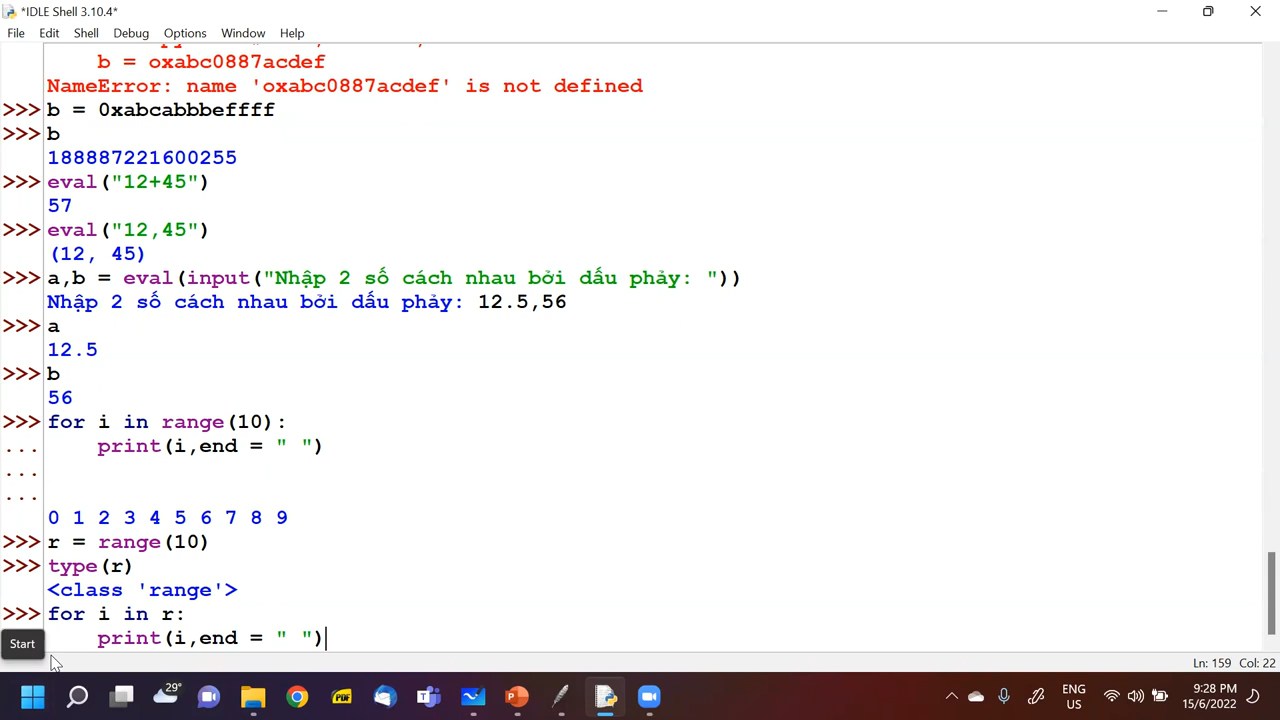 *IDLE Shell 3.10.4*
File Edit Shell Debug Options Window Help
b = oxabc0887acdef
NameError: name 'oxabc0887acdef' is not defined
>>> b = 0xabcabbbeffff
>>> b
188887221600255
>>> eval("12+45")
57
>>> eval("12,45")
(12, 45)
>>> a,b = eval(input("Nhập 2 số cách nhau bởi dấu phảy: "))
Nhập 2 số cách nhau bởi dấu phảy: 12.5,56
>>> a
12.5
>>> b
56
>>> for i in range(10):
... print(i,end = " ")
...
...
0 1 2 3 4 5 6 7 8 9
>>> r = range(10)
>>> type(r)
<class 'range'>
>>> for i in r:
print(i,end = " ")
Start
Ln: 159 Col: 22
29°
PDF
ENG
US
9:28 PM
15/6/2022